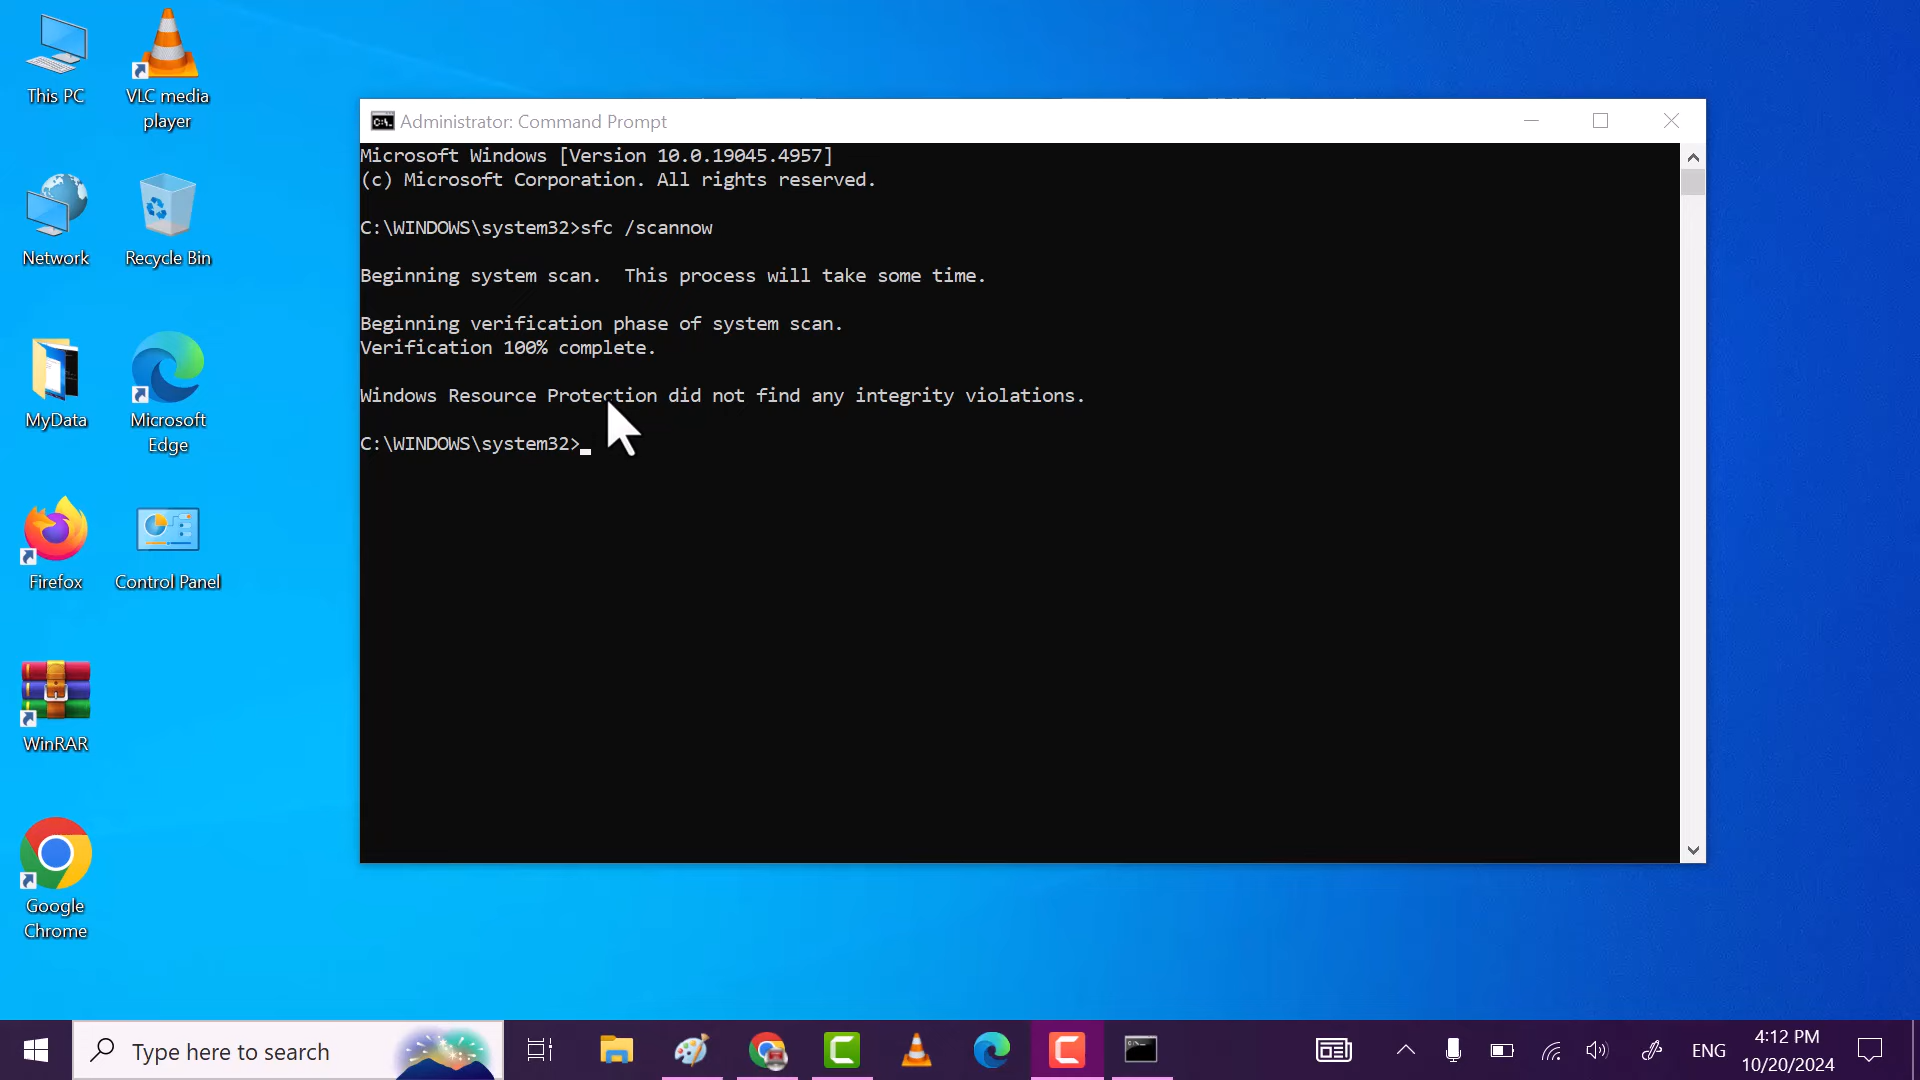 This PC
VLC media
player
Network
Recycle Bin
MyData
Microsoft
Edge
Firefox
Control Panel
WinRAR
Google
Chrome
Administrator: Command Prompt
Microsoft Windows [Version 10.0.19045.4957]
(c) Microsoft Corporation. All rights reserved.
C:\WINDOWS\system32>sfc /scannow
Beginning system scan.  This process will take some time.
Beginning verification phase of system scan.
Verification 100% complete.
Windows Resource Protection did not find any integrity violations.
C:\WINDOWS\system32>
Type here to search
ENG
4:12 PM
10/20/2024